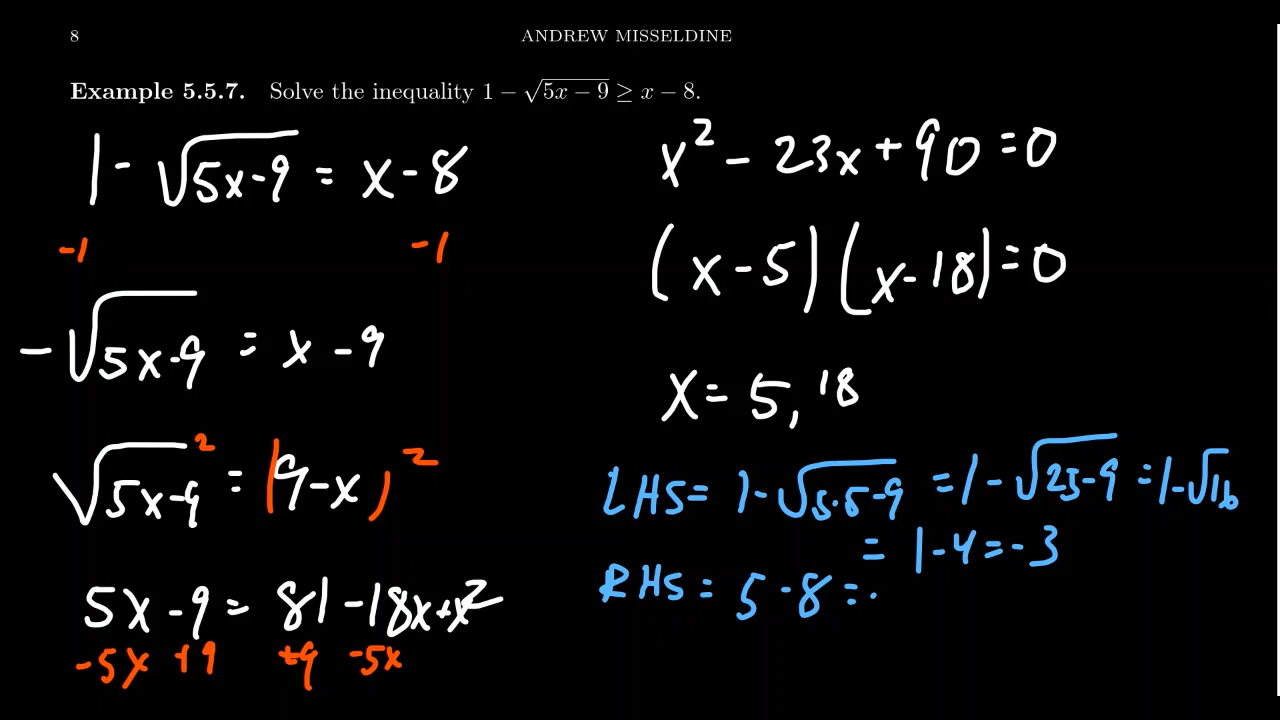 8 ANDREW MISSELDINE
Example 5.5.7. Solve the inequality 1 − √(5x − 9) ≥ x − 8.
1 - √(5x-9) = x - 8
-1 -1
-√(5x-9) = x - 9
√(5x-9)² = (9-x)²
5x - 9 = 81 - 18x + x²
-5x +9 +9 -5x
x² - 23x + 90 = 0
(x - 5)(x - 18) = 0
x = 5, 18
LHS = 1 - √(5·5-9) = 1 - √(25-9) = 1 - √16
= 1 - 4 = -3
RHS = 5 - 8 =